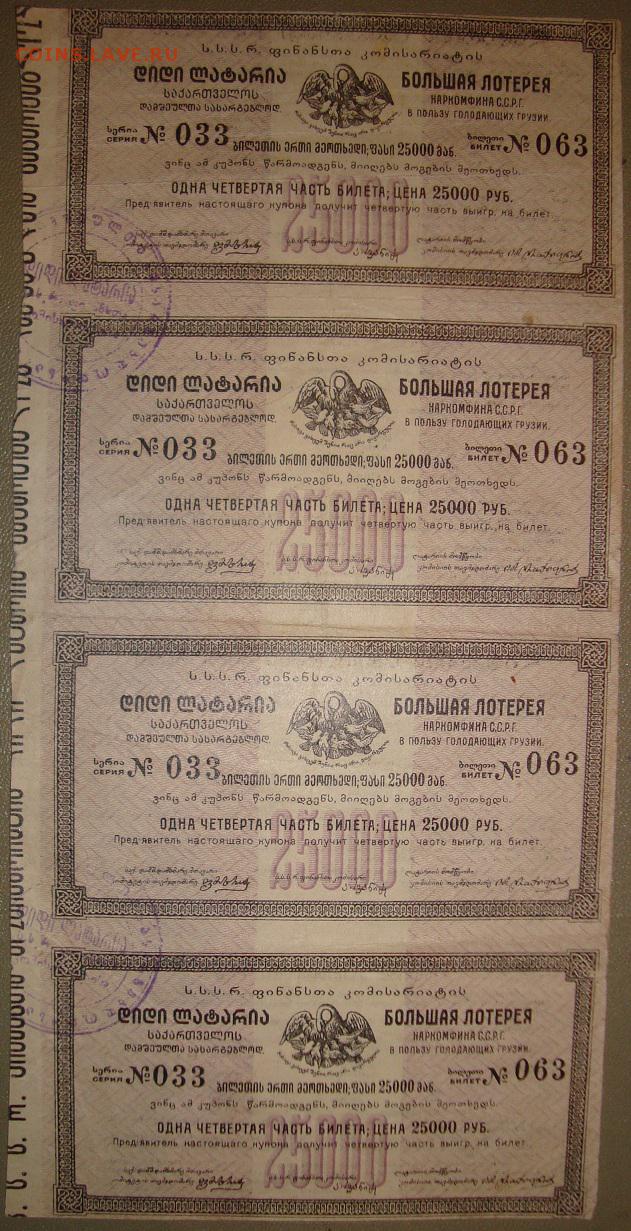 COINS.LAVE.RU
ს.ს.ს.რ. ფინანსთა კომისარიატის
დიდი ლატარია
საქართველოს
დამშეულთა სასარგებლოდ.
БОЛЬШАЯ ЛОТЕРЕЯ
НАРКОМФИНА С.С.Р.Г.
В ПОЛЬЗУ ГОЛОДАЮЩИХ ГРУЗИИ.
სერია
СЕРИЯ № 033
ბილეთის ერთი მეოთხედი; ფასი 25000 მან.
ბილეთი
БИЛЕТ № 063
ვინც ამ კუპონს წარმოადგენს, მიიღებს მოგების მეოთხედს.
ОДНА ЧЕТВЕРТАЯ ЧАСТЬ БИЛЕТА; ЦЕНА 25000 РУБ.
Пред'явитель настоящего купона получит четвертую часть выигр. на билет.
25000
ს.ს.ს.რ. ფინანსთა კომისარიატის
დიდი ლატარია
საქართველოს
დამშეულთა სასარგებლოდ.
БОЛЬШАЯ ЛОТЕРЕЯ
НАРКОМФИНА С.С.Р.Г.
В ПОЛЬЗУ ГОЛОДАЮЩИХ ГРУЗИИ.
სერია
СЕРИЯ № 033
ბილეთის ერთი მეოთხედი; ფასი 25000 მან.
ბილეთი
БИЛЕТ № 063
ვინც ამ კუპონს წარმოადგენს, მიიღებს მოგების მეოთხედს.
ОДНА ЧЕТВЕРТАЯ ЧАСТЬ БИЛЕТА; ЦЕНА 25000 РУБ.
Пред'явитель настоящего купона получит четвертую часть выигр. на билет.
25000
ს.ს.ს.რ. ფინანსთა კომისარიატის
დიდი ლატარია
საქართველოს
დამშეულთა სასარგებლოდ.
БОЛЬШАЯ ЛОТЕРЕЯ
НАРКОМФИНА С.С.Р.Г.
В ПОЛЬЗУ ГОЛОДАЮЩИХ ГРУЗИИ.
სერია
СЕРИЯ № 033
ბილეთის ერთი მეოთხედი; ფასი 25000 მან.
ბილეთი
БИЛЕТ № 063
ვინც ამ კუპონს წარმოადგენს, მიიღებს მოგების მეოთხედს.
ОДНА ЧЕТВЕРТАЯ ЧАСТЬ БИЛЕТА; ЦЕНА 25000 РУБ.
Пред'явитель настоящего купона получит четвертую часть выигр. на билет.
25000
ს.ს.ს.რ. ფინანსთა კომისარიატის
დიდი ლატარია
საქართველოს
დამშეულთა სასარგებლოდ.
БОЛЬШАЯ ЛОТЕРЕЯ
НАРКОМФИНА С.С.Р.Г.
В ПОЛЬЗУ ГОЛОДАЮЩИХ ГРУЗИИ.
სერია
СЕРИЯ № 033
ბილეთის ერთი მეოთხედი; ფასი 25000 მან.
ბილეთი
БИЛЕТ № 063
ვინც ამ კუპონს წარმოადგენს, მიიღებს მოგების მეოთხედს.
ОДНА ЧЕТВЕРТАЯ ЧАСТЬ БИЛЕТА; ЦЕНА 25000 РУБ.
Пред'явитель настоящего купона получит четвертую часть выигр. на билет.
25000